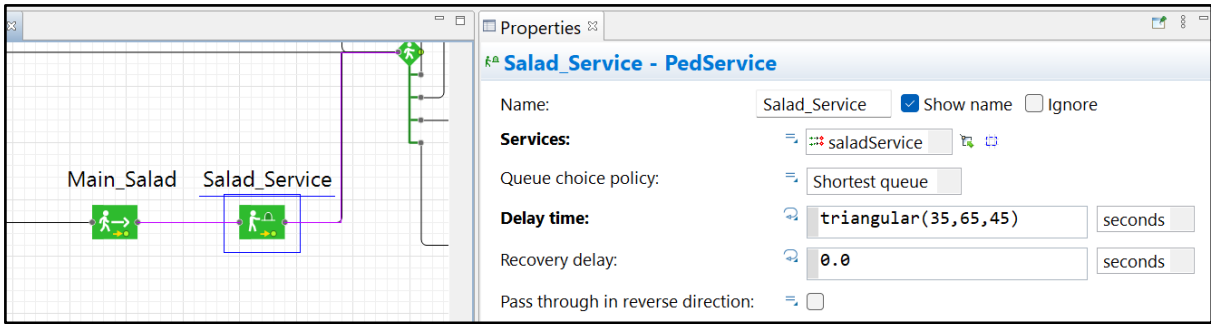 Properties
Salad_Service - PedService
Name: Salad_Service Show name Ignore
Services: saladService
Queue choice policy: Shortest queue
Main_Salad Salad_Service
Delay time: triangular(35,65,45) seconds
Recovery delay: 0.0 seconds
Pass through in reverse direction: